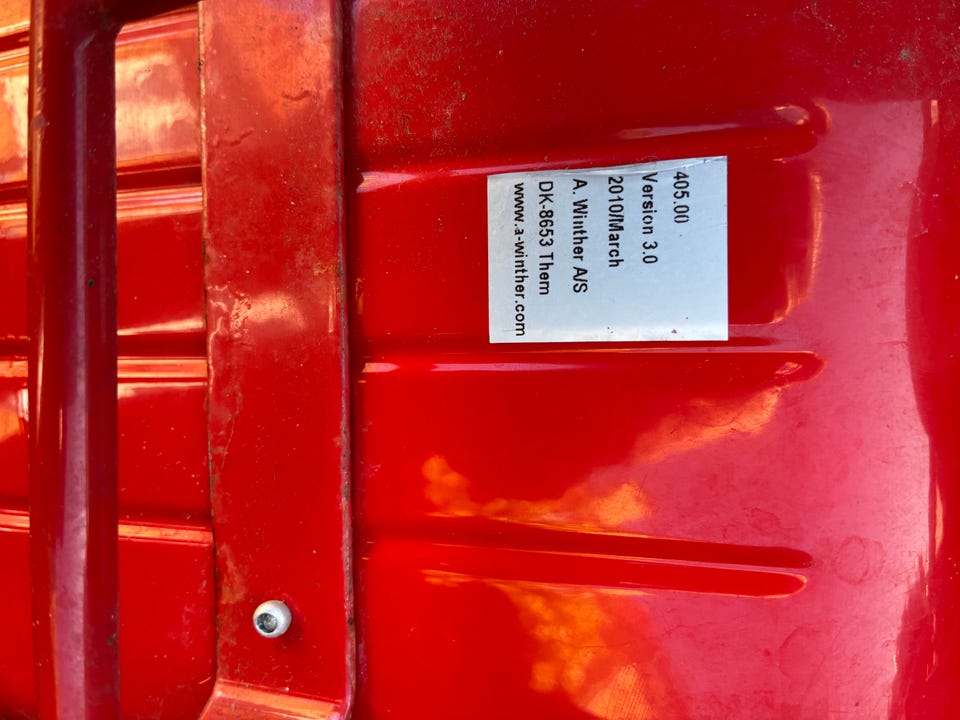 405.00
Version 3.0
2010/March
A. Winther A/S
DK-8653 Them
www.a-winther.com